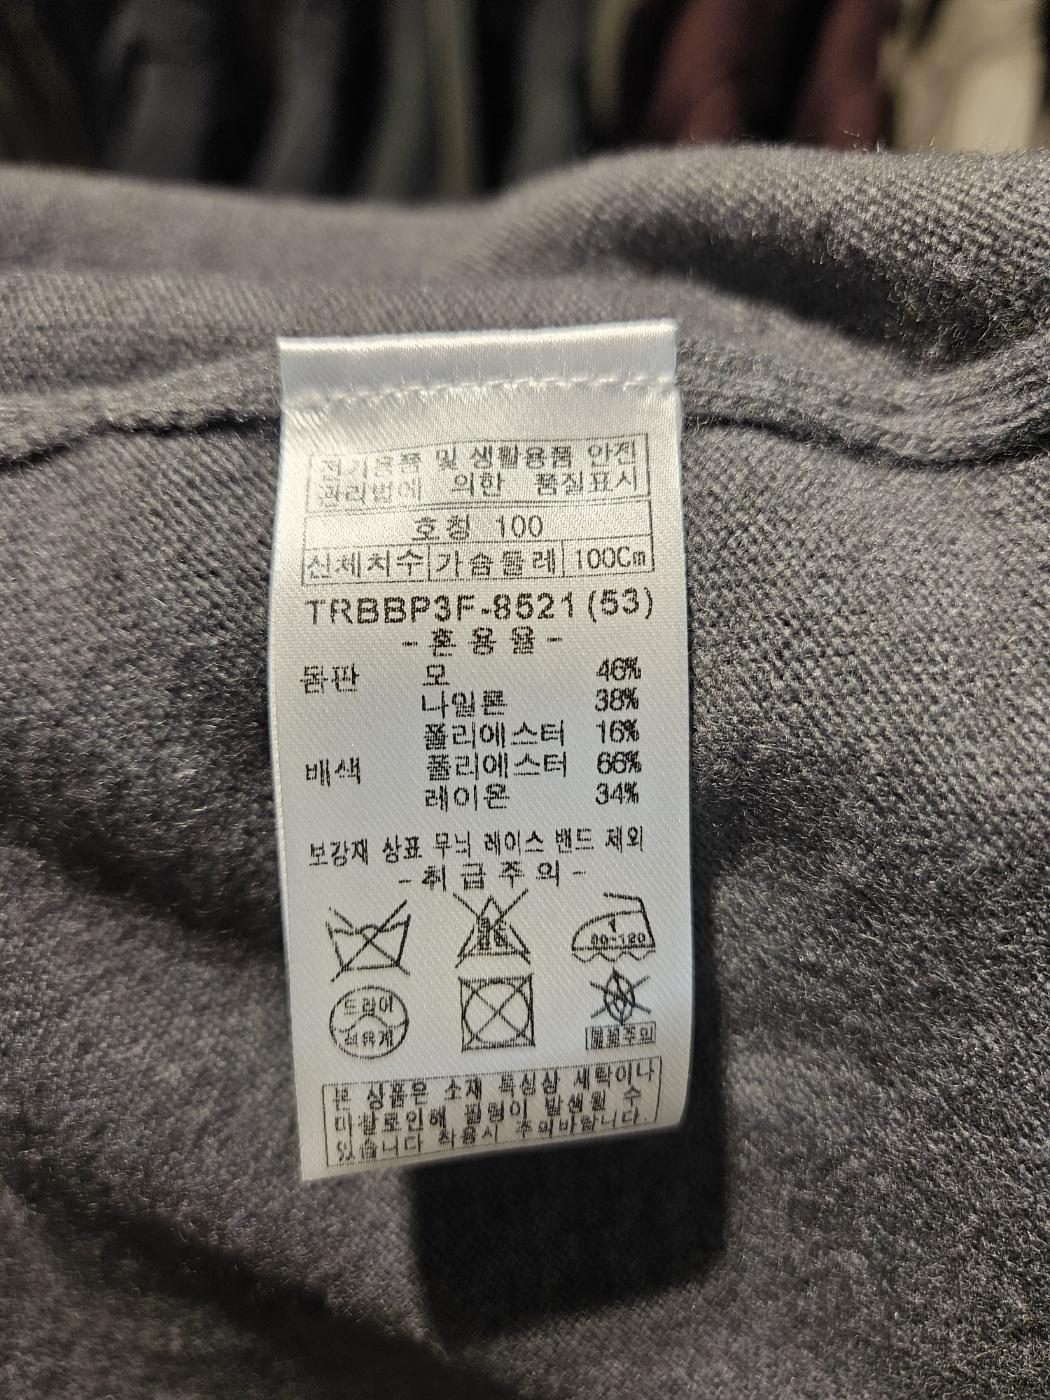 전기용품 및 생활용품 안전
관리법에 의한 품질표시
호칭 100
신체치수 가슴둘레 100Cm
TRBBP3F-8521(53)
-혼용율-
몸판 모 46%
나일론 38%
폴리에스터 16%
배색 폴리에스터 66%
레이온 34%
보강재 상표 무늬 레이스 밴드 제외
-취급주의-
1
80-120
드라이
석유계
주의
본 상품은 소재 특성상 세탁이나
마찰로인해 필링이 발생될 수
있습니다 착용시 주의바랍니다